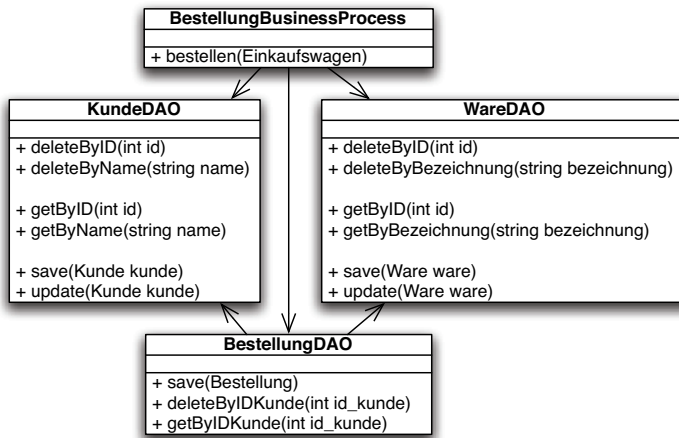 BestellungBusinessProcess
+ bestellen(Einkaufswagen)
KundeDAO
+ deleteByID(int id)
+ deleteByName(string name)
+ getByID(int id)
+ getByName(string name)
+ save(Kunde kunde)
+ update(Kunde kunde)
WareDAO
+ deleteByID(int id)
+ deleteByBezeichnung(string bezeichnung)
+ getByID(int id)
+ getByBezeichnung(string bezeichnung)
+ save(Ware ware)
+ update(Ware ware)
BestellungDAO
+ save(Bestellung)
+ deleteByIDKunde(int id_kunde)
+ getByIDKunde(int id_kunde)